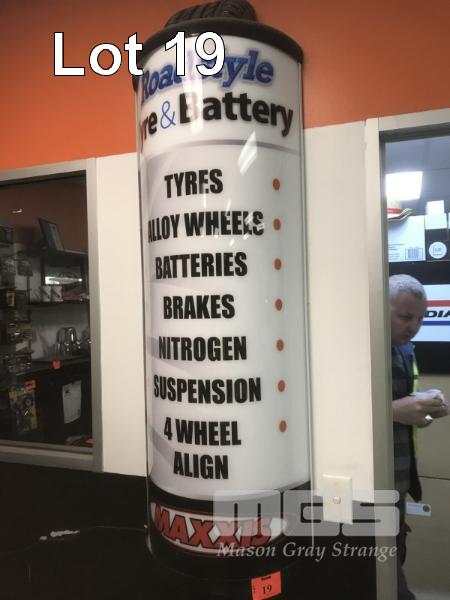 Lot 19
RoadStyle
yre & Battery
TYRES
ALLOY WHEELS
BATTERIES
BRAKES
NITROGEN
SUSPENSION
4 WHEEL
ALIGN
MAXXIS
MGS
Mason Gray Strange
19
DIA